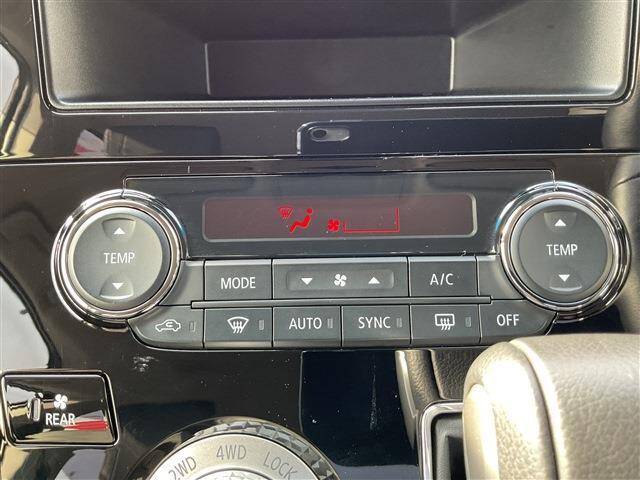 TEMP
TEMP
MODE
A/C
AUTO
SYNC
OFF
REAR
2WD
4WD
LOCK